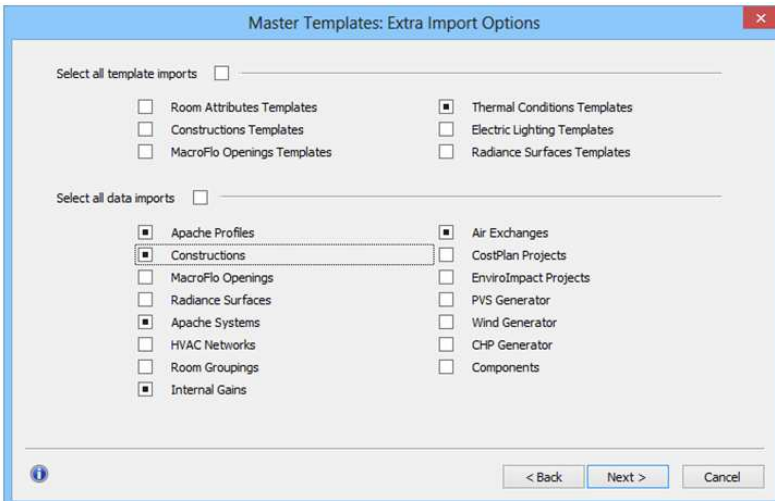 Master Templates: Extra Import Options
Select all template imports
Room Attributes Templates
Thermal Conditions Templates
Constructions Templates
Electric Lighting Templates
MacroFlo Openings Templates
Radiance Surfaces Templates
Select all data imports
Apache Profiles
Air Exchanges
Constructions
CostPlan Projects
MacroFlo Openings
EnviroImpact Projects
Radiance Surfaces
PVS Generator
Apache Systems
Wind Generator
HVAC Networks
CHP Generator
Room Groupings
Components
Internal Gains
< Back
Next >
Cancel